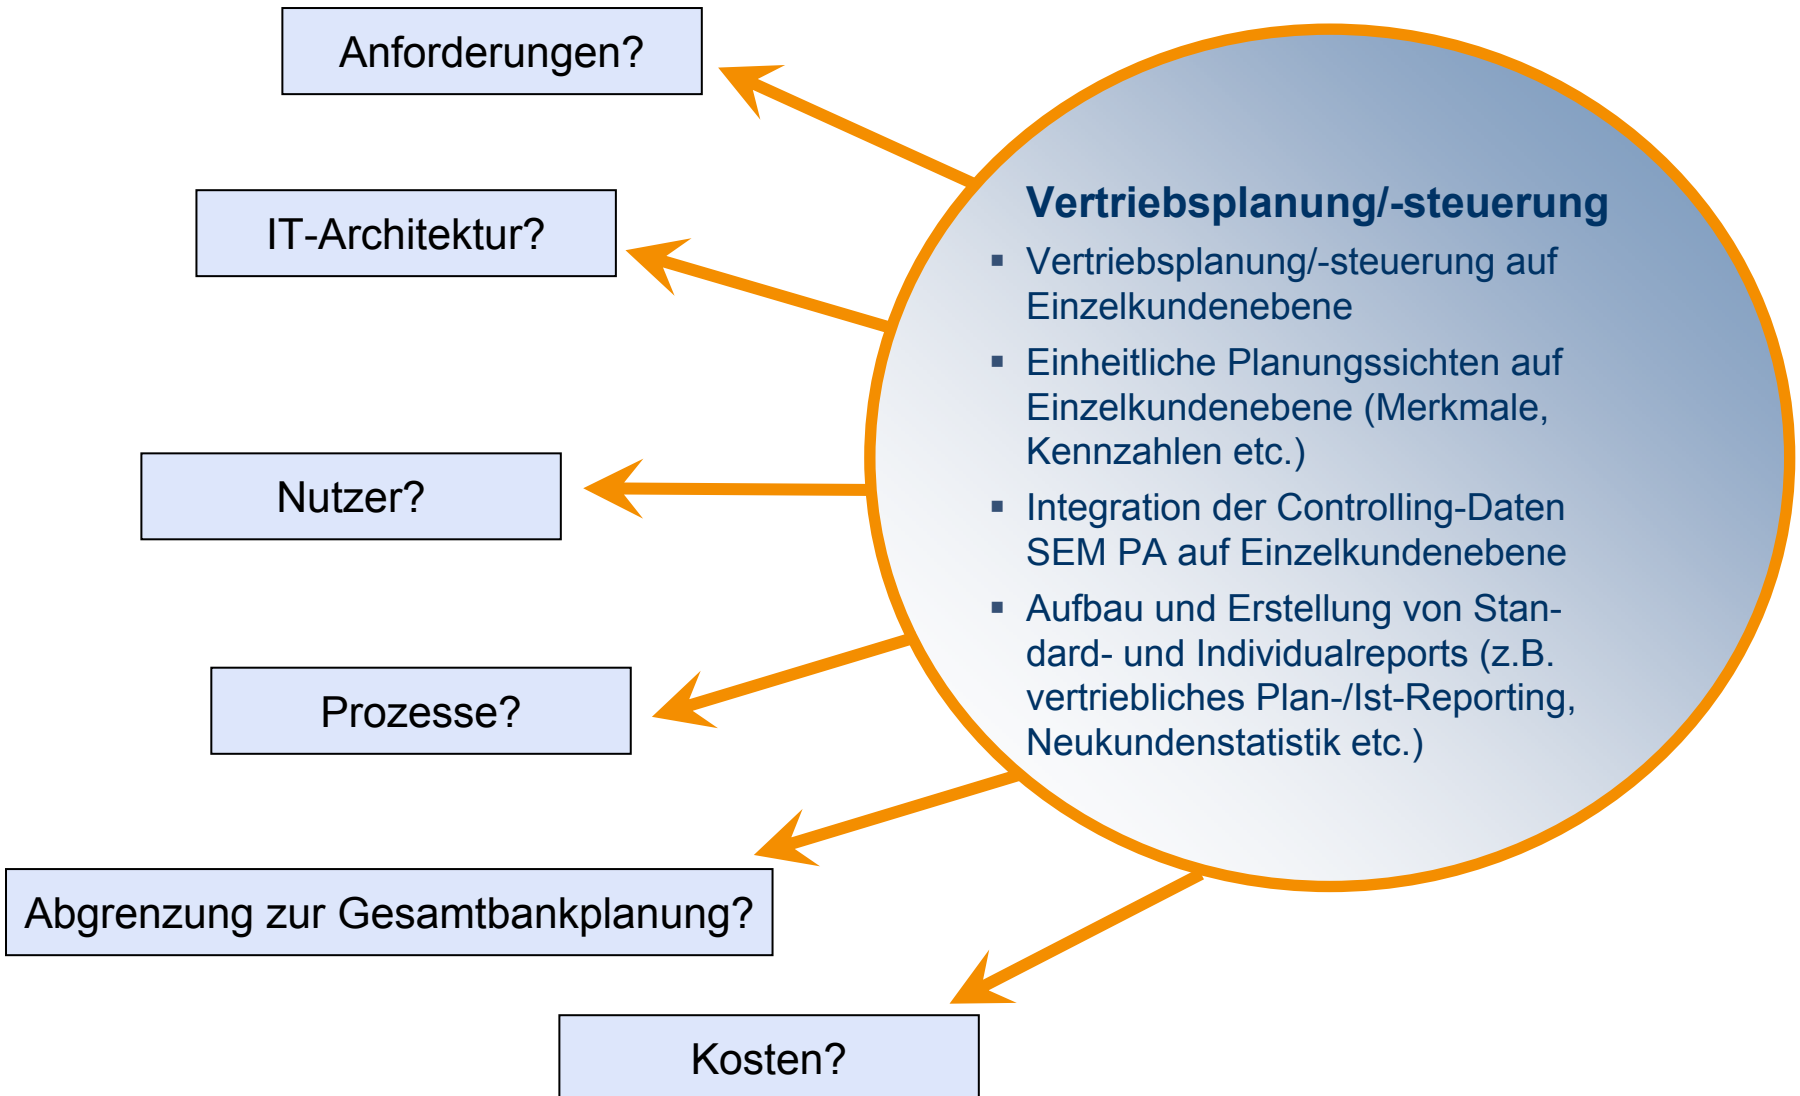 Anforderungen?
IT-Architektur?
Nutzer?
Prozesse?
Abgrenzung zur Gesamtbankplanung?
Kosten?
Vertriebsplanung/-steuerung
▪ Vertriebsplanung/-steuerung auf
Einzelkundenebene
▪ Einheitliche Planungssichten auf
Einzelkundenebene (Merkmale,
Kennzahlen etc.)
▪ Integration der Controlling-Daten
SEM PA auf Einzelkundenebene
▪ Aufbau und Erstellung von Stan-
dard- und Individualreports (z.B.
vertriebliches Plan-/Ist-Reporting,
Neukundenstatistik etc.)